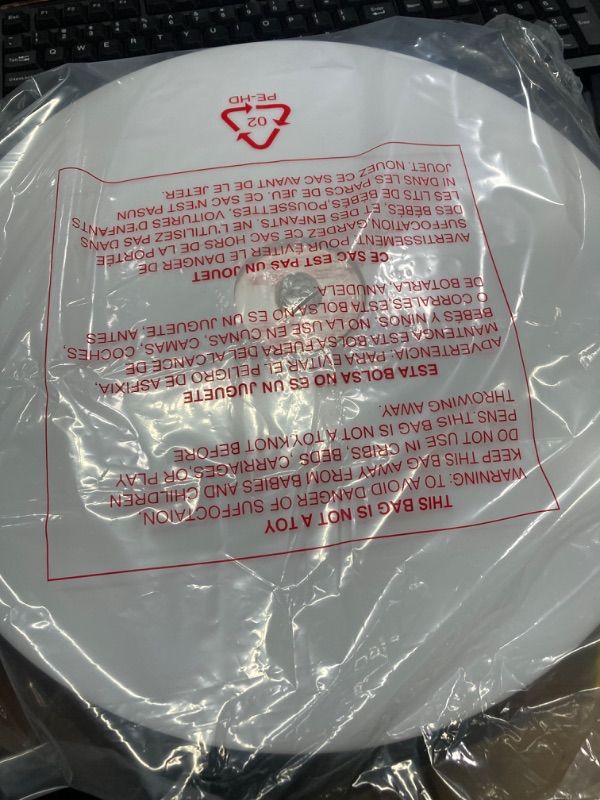 THIS BAG IS NOT A TOY
WARNING: TO AVOID DANGER OF SUFFOCTAION
KEEP THIS BAG AWAY FROM BABIES AND CHILDREN
DO NOT USE IN CRIBS, BEDS, CARRIAGES, OR PLAY
PENS.THIS BAG IS NOT A TOY.KNOT BEFORE
THROWING AWAY.
ESTA BOLSA NO ES UN JUGUETE
ADVERTENCIA: PARA EVITAR EL PELIGRO DE ASFIXIA,
MANTENGA ESTA BOLSA FUERA DEL ALCANCE DE
BEBÉS Y NINOS. NO LA USE EN CUNAS, CAMAS, COCHES,
O CORRALES.ESTA BOLSA NO ES UN JUGUETE, ANTES
DE BOTARLA, ANUDELA.
CE SAC EST PAS UN JOUET
AVERTISSEMENT: POUR ÉVITER LE DANGER DE
SUFFOCATION, GARDEZ CE SAC HORS DE LA PORTÉE
DES BÉBÉS, ET DES ENFANTS, NE L'UTILISEZ PAS DANS
LES LITS DE BÉBÉS,POUSSETTES, VOITURES D'ENFANTS
NI DANS LES PARCS DE JEU, CE SAC N'EST PASUN
JOUET. NOUEZ CE SAC AVANT DE LE JETER.
02
PE-HD
Q W E R T Y U I O P